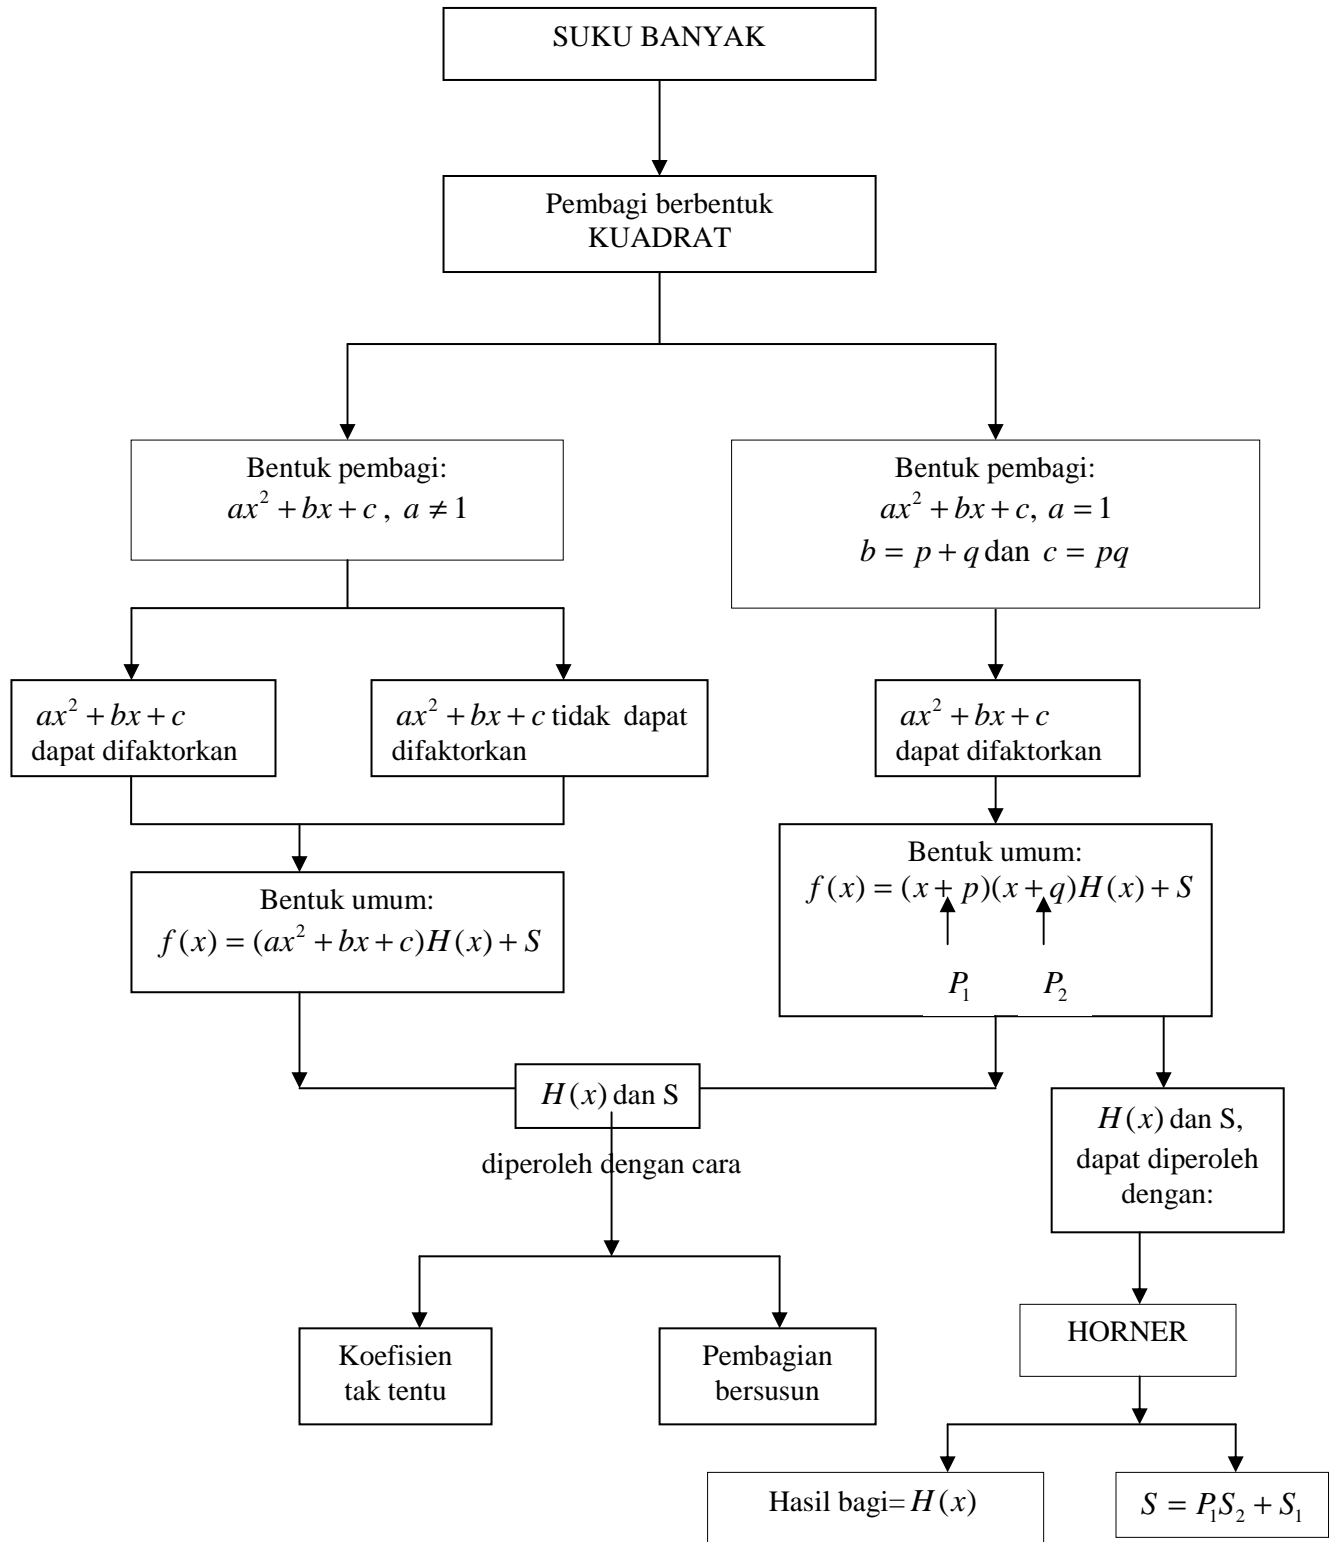 SUKU BANYAK
Pembagi berbentuk
KUADRAT
Bentuk pembagi:
ax² + bx + c , a ≠ 1
Bentuk pembagi:
ax² + bx + c, a = 1
b = p + q dan c = pq
ax² + bx + c
dapat difaktorkan
ax² + bx + c tidak dapat
difaktorkan
ax² + bx + c
dapat difaktorkan
Bentuk umum:
f(x) = (ax² + bx + c)H(x) + S
Bentuk umum:
f(x) = (x + p)(x + q)H(x) + S
P₁ P₂
H(x) dan S
diperoleh dengan cara
H(x) dan S,
dapat diperoleh
dengan:
Koefisien
tak tentu
Pembagian
bersusun
HORNER
Hasil bagi= H(x)
S = P₁S₂ + S₁